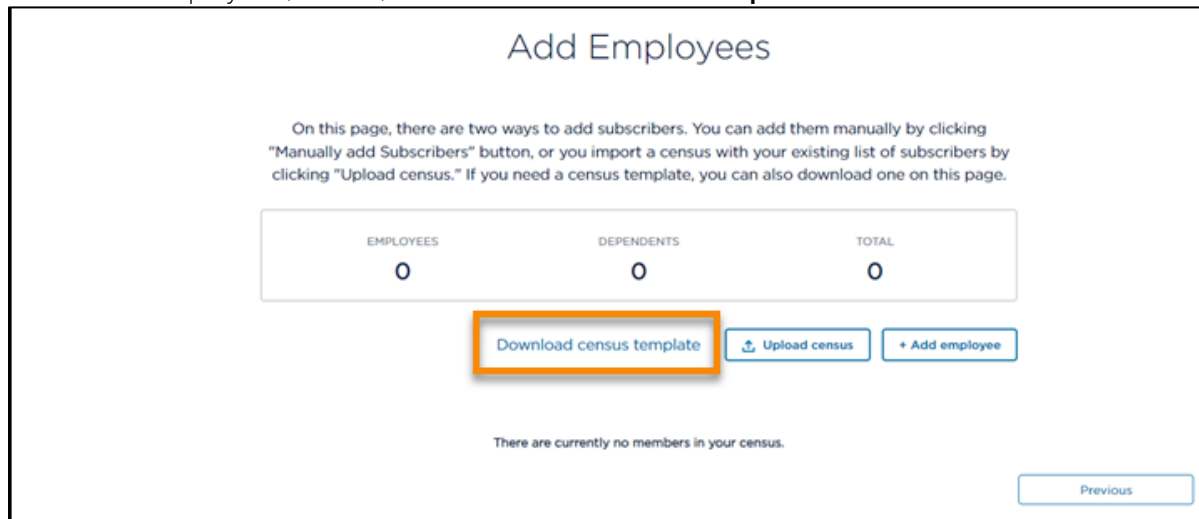 Add Employees
On this page, there are two ways to add subscribers. You can add them manually by clicking
"Manually add Subscribers" button, or you import a census with your existing list of subscribers by
clicking "Upload census." If you need a census template, you can also download one on this page.
EMPLOYEES DEPENDENTS TOTAL
0 0 0
Download census template Upload census + Add employee
There are currently no members in your census.
Previous